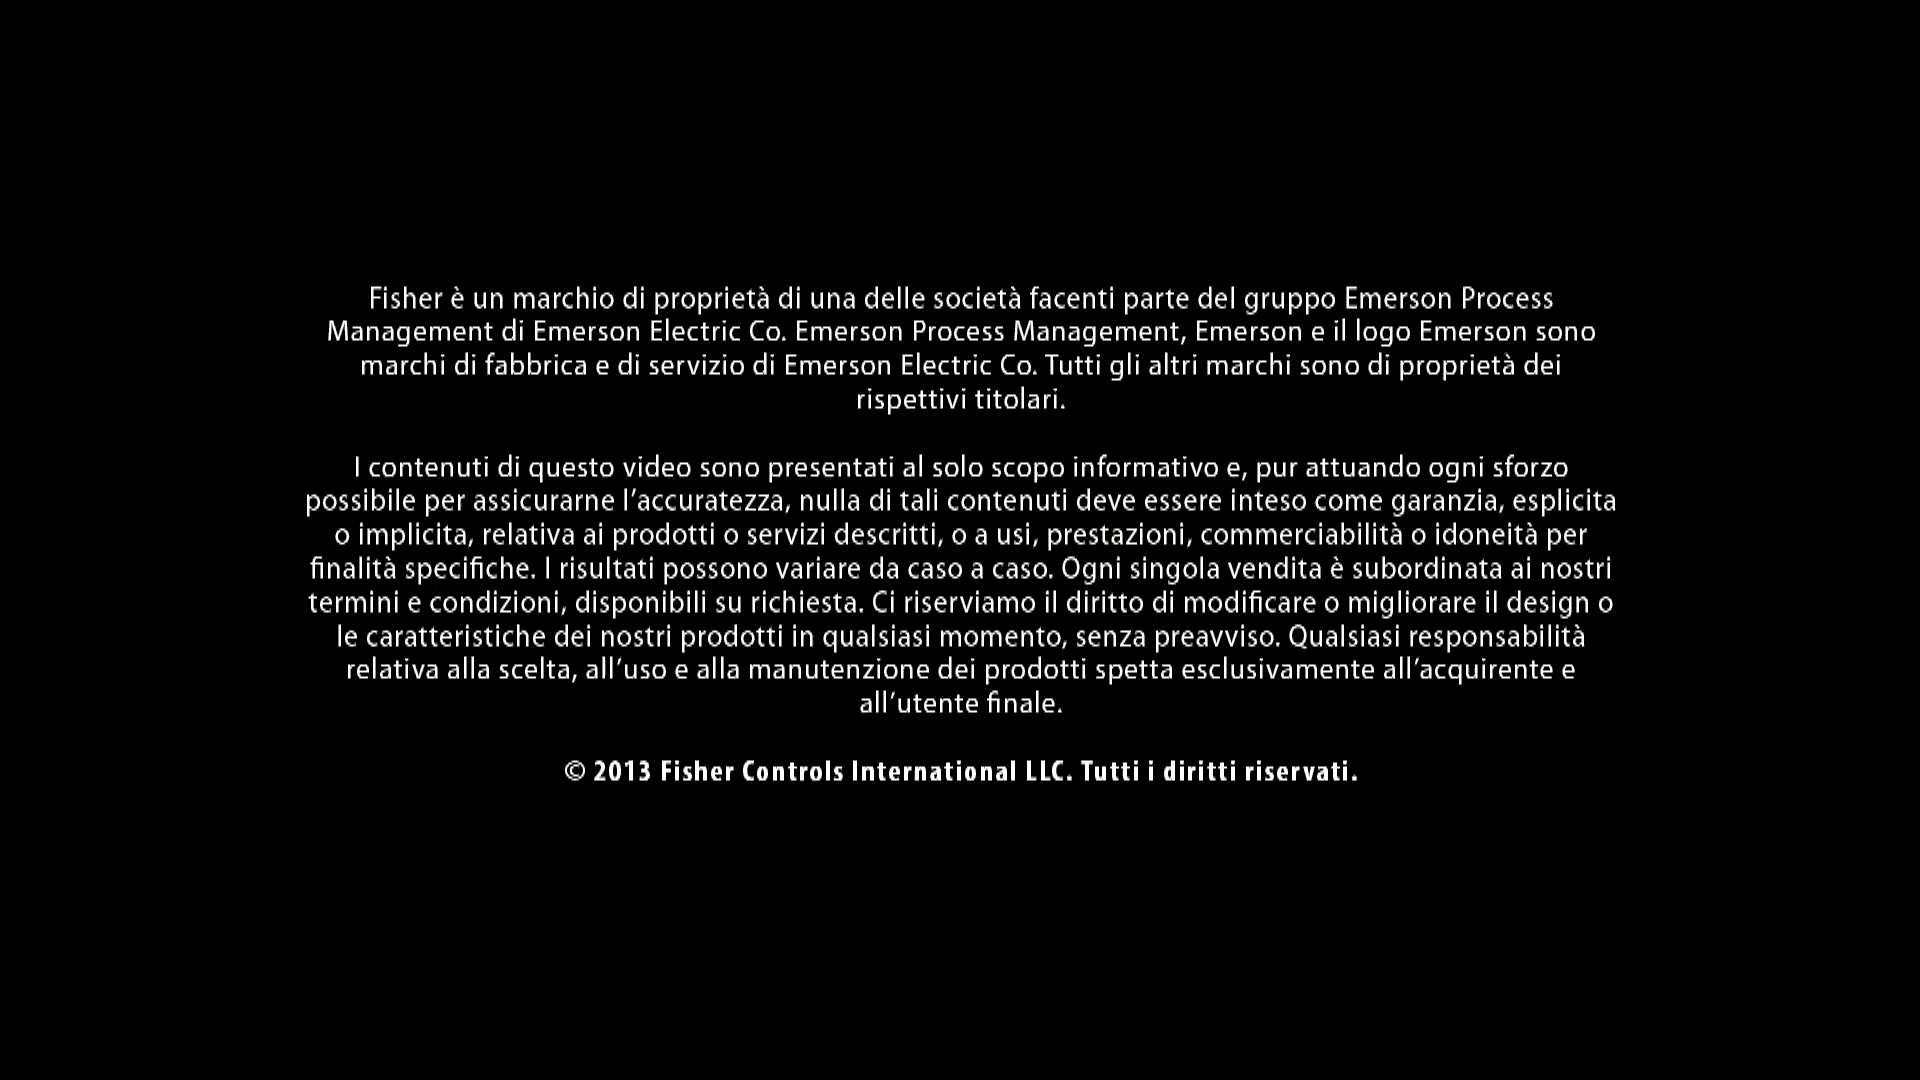 Fisher è un marchio di proprietà di una delle società facenti parte del gruppo Emerson Process
Management di Emerson Electric Co. Emerson Process Management, Emerson e il logo Emerson sono
marchi di fabbrica e di servizio di Emerson Electric Co. Tutti gli altri marchi sono di proprietà dei
rispettivi titolari.
I contenuti di questo video sono presentati al solo scopo informativo e, pur attuando ogni sforzo
possibile per assicurarne l’accuratezza, nulla di tali contenuti deve essere inteso come garanzia, esplicita
o implicita, relativa ai prodotti o servizi descritti, o a usi, prestazioni, commerciabilità o idoneità per
finalità specifiche. I risultati possono variare da caso a caso. Ogni singola vendita è subordinata ai nostri
termini e condizioni, disponibili su richiesta. Ci riserviamo il diritto di modificare o migliorare il design o
le caratteristiche dei nostri prodotti in qualsiasi momento, senza preavviso. Qualsiasi responsabilità
relativa alla scelta, all’uso e alla manutenzione dei prodotti spetta esclusivamente all’acquirente e
all’utente finale.
© 2013 Fisher Controls International LLC. Tutti i diritti riservati.